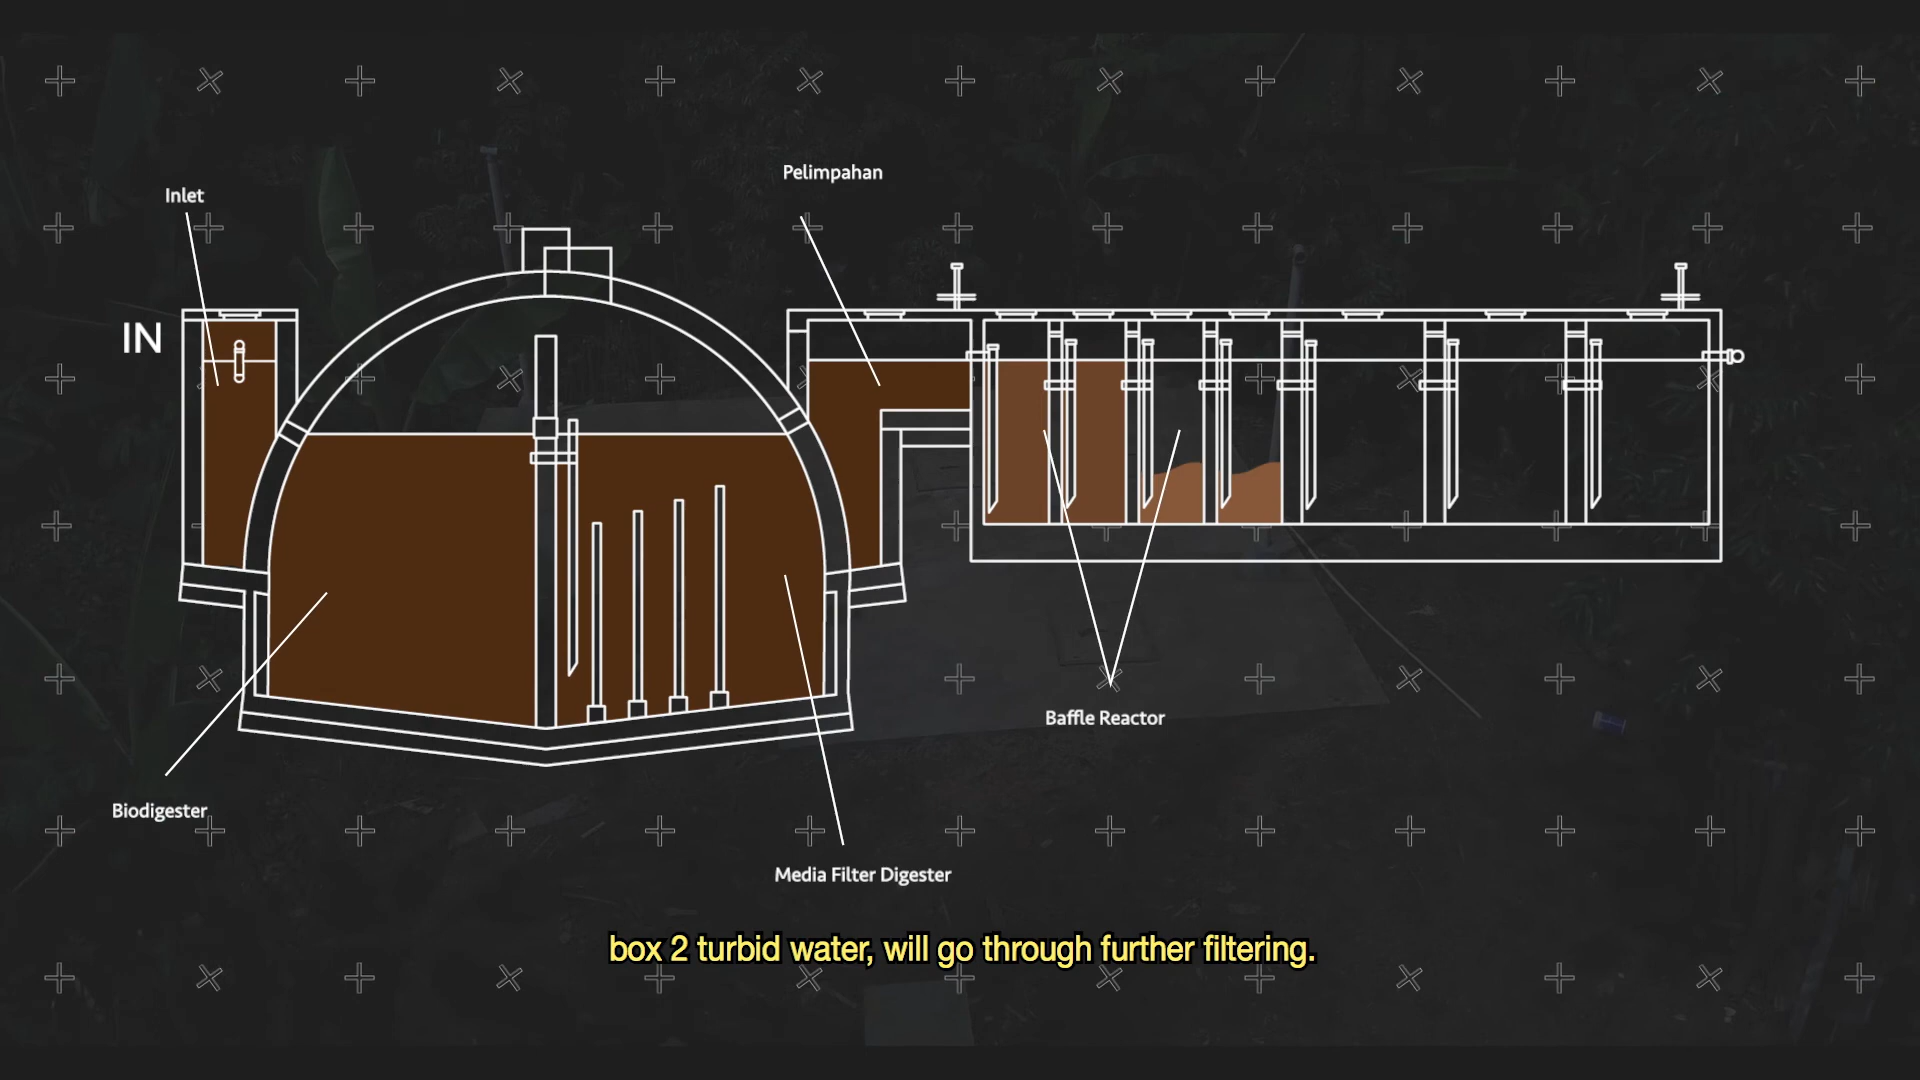 Pelimpahan
Inlet
IN
Baffle Reactor
Biodigester
Media Filter Digester
box 2 turbid water, will go through further filtering.